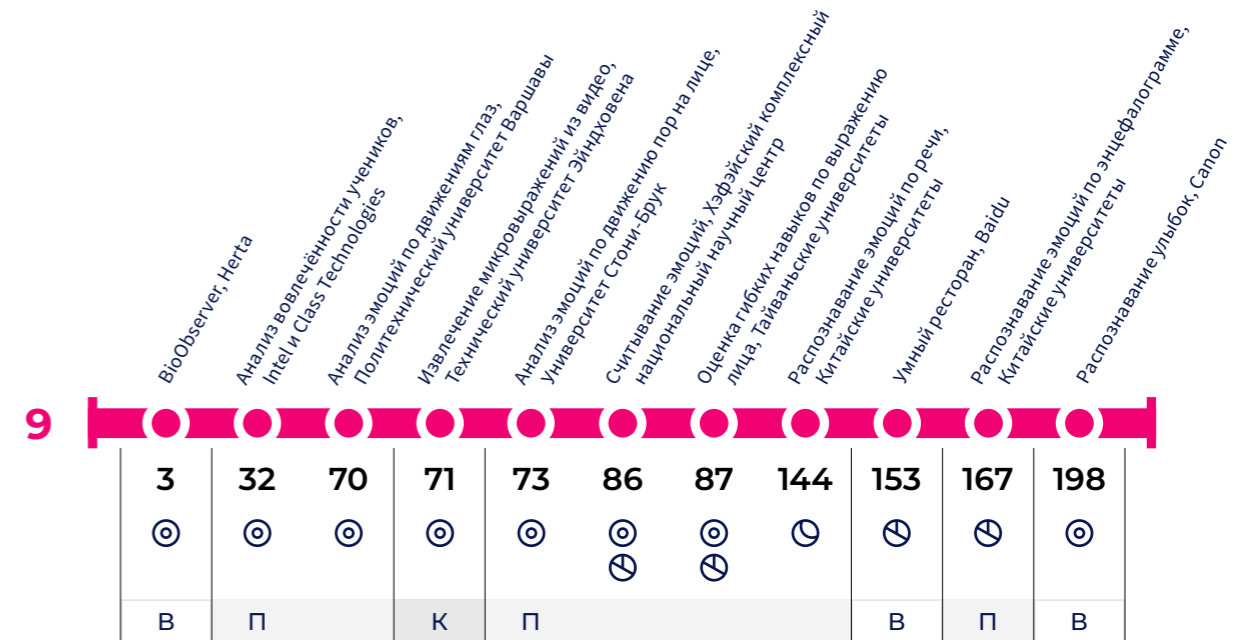 BioObserver, Herta
Анализ вовлечённости учеников,
Intel и Class Technologies
Анализ эмоций по движениям глаз,
Политехнический университет Варшавы
Извлечение микровыражений из видео,
Технический университет Эйндховена
Анализ эмоций по движению пор на лице,
Университет Стони-Брук
Считывание эмоций, Хэфэйский комплексный
национальный научный центр
Оценка гибких навыков по выражению
лица, Тайваньские университеты
Распознавание эмоций по речи,
Китайские университеты
Умный ресторан, Baidu
Распознавание эмоций по энцефалограмме,
Китайские университеты
Распознавание улыбок, Canon
9
3 32 70 71 73 86 87 144 153 167 198
В П К П В П В